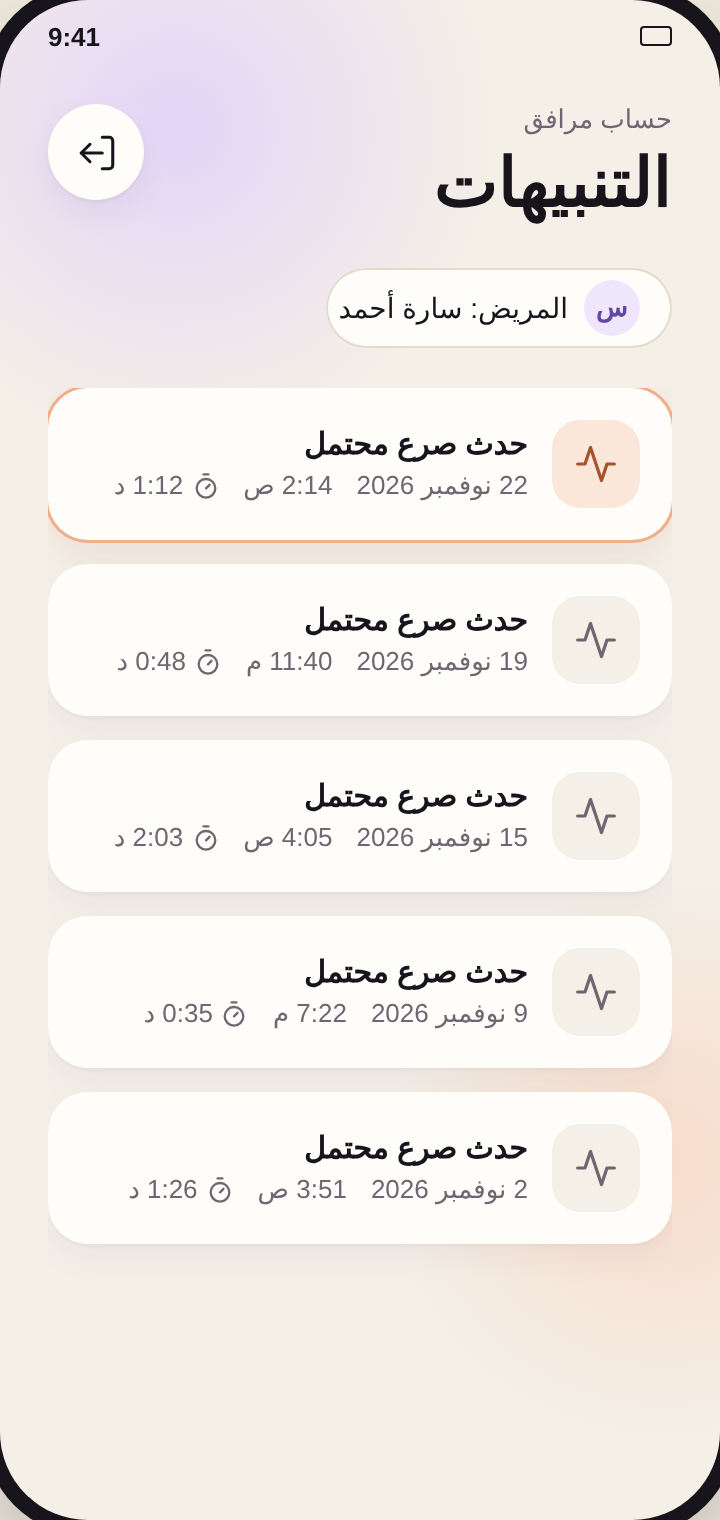 9:41
حساب مرافق
التنبيهات
س
المريض: سارة أحمد
حدث صرع محتمل
22 نوفمبر 2026 2:14 ص 1:12 د
حدث صرع محتمل
19 نوفمبر 2026 11:40 م 0:48 د
حدث صرع محتمل
15 نوفمبر 2026 4:05 ص 2:03 د
حدث صرع محتمل
9 نوفمبر 2026 7:22 م 0:35 د
حدث صرع محتمل
2 نوفمبر 2026 3:51 ص 1:26 د